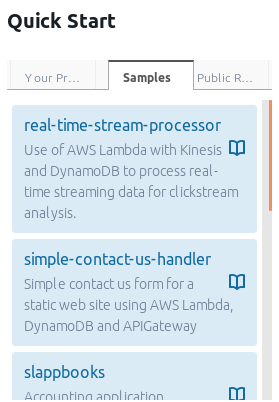 Quick Start
Your Pr...
Samples
Public R...
real-time-stream-processor
Use of AWS Lambda with Kinesis
and DynamoDB to process real-
time streaming data for clickstream
analysis.
simple-contact-us-handler
Simple contact us form for a
static web site using AWS Lambda,
DynamoDB and APIGateway
slappbooks
Accounting application